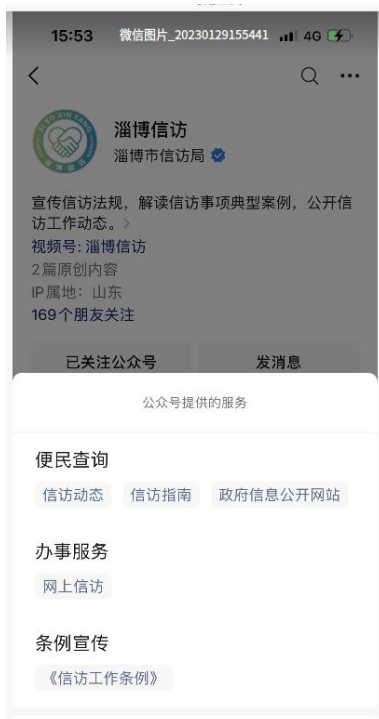 15:53 微信图片_20230129155441 4G
淄博信访
淄博市信访局
宣传信访法规，解读信访事项典型案例，公开信
访工作动态。
视频号: 淄博信访
2篇原创内容
IP属地：山东
169个朋友关注
已关注公众号 发消息
公众号提供的服务
便民查询
信访动态 信访指南 政府信息公开网站
办事服务
网上信访
条例宣传
《信访工作条例》